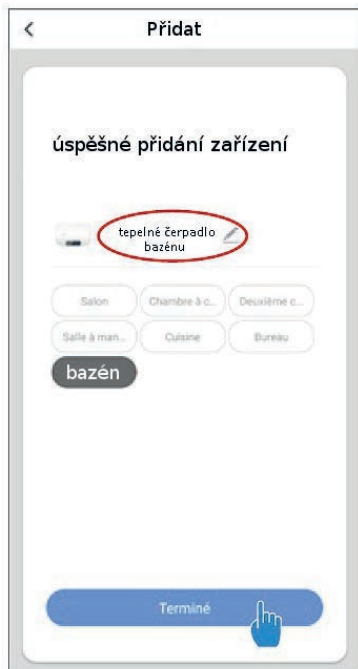 Přidat
úspěšné přidání zařízení
tepelné čerpadlo
bazénu
Salon
Chambre à c...
Deuxième c...
Salle à man...
Cuisine
Bureau
bazén
Terminé